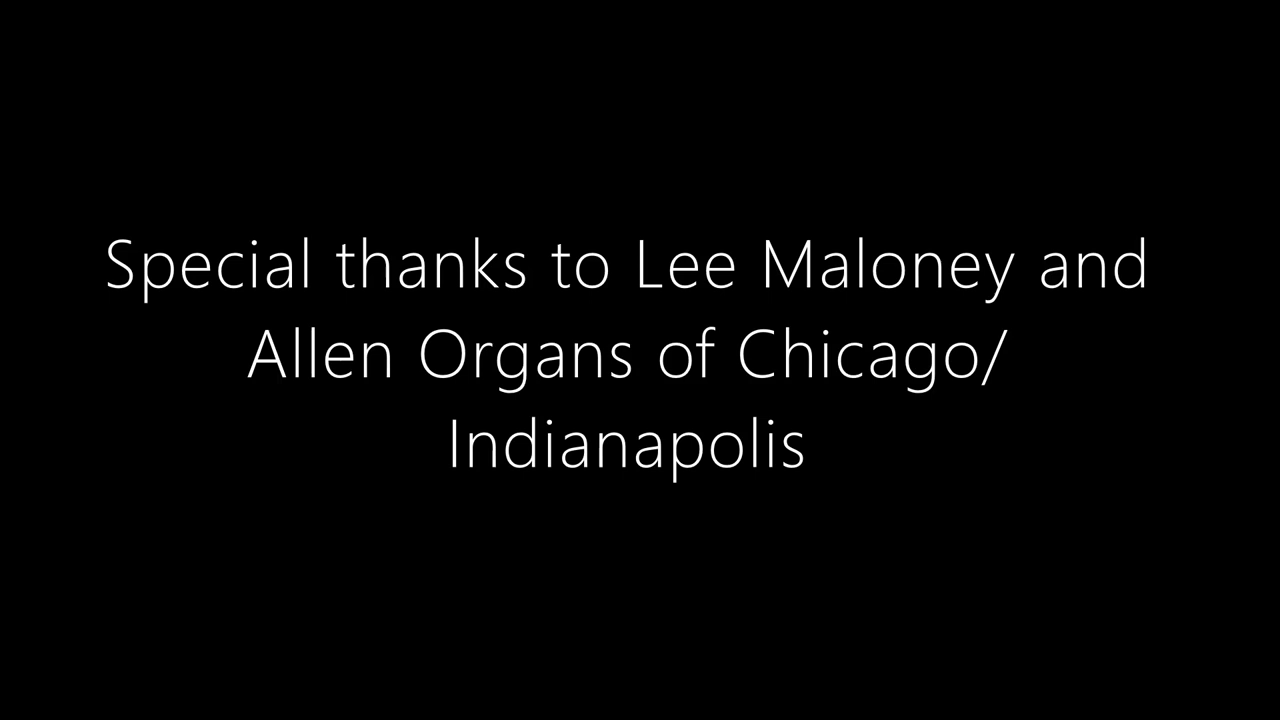 Special thanks to Lee Maloney and
Allen Organs of Chicago/
Indianapolis